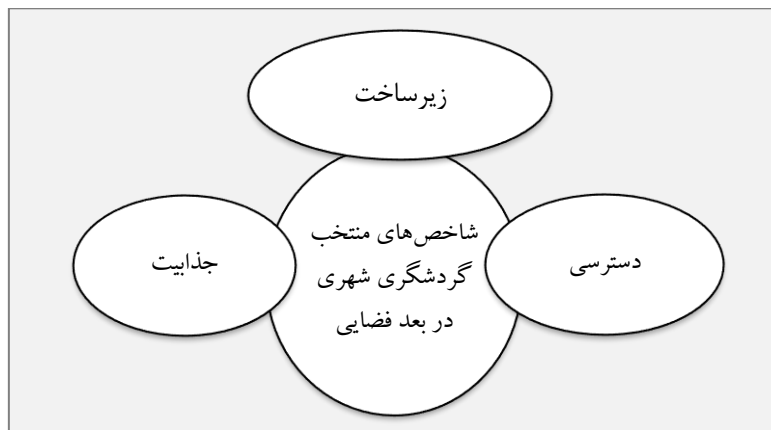 زیرساخت
شاخص‌های منتخب
گردشگری شهری
در بعد فضایی
دسترسی
جذابیت